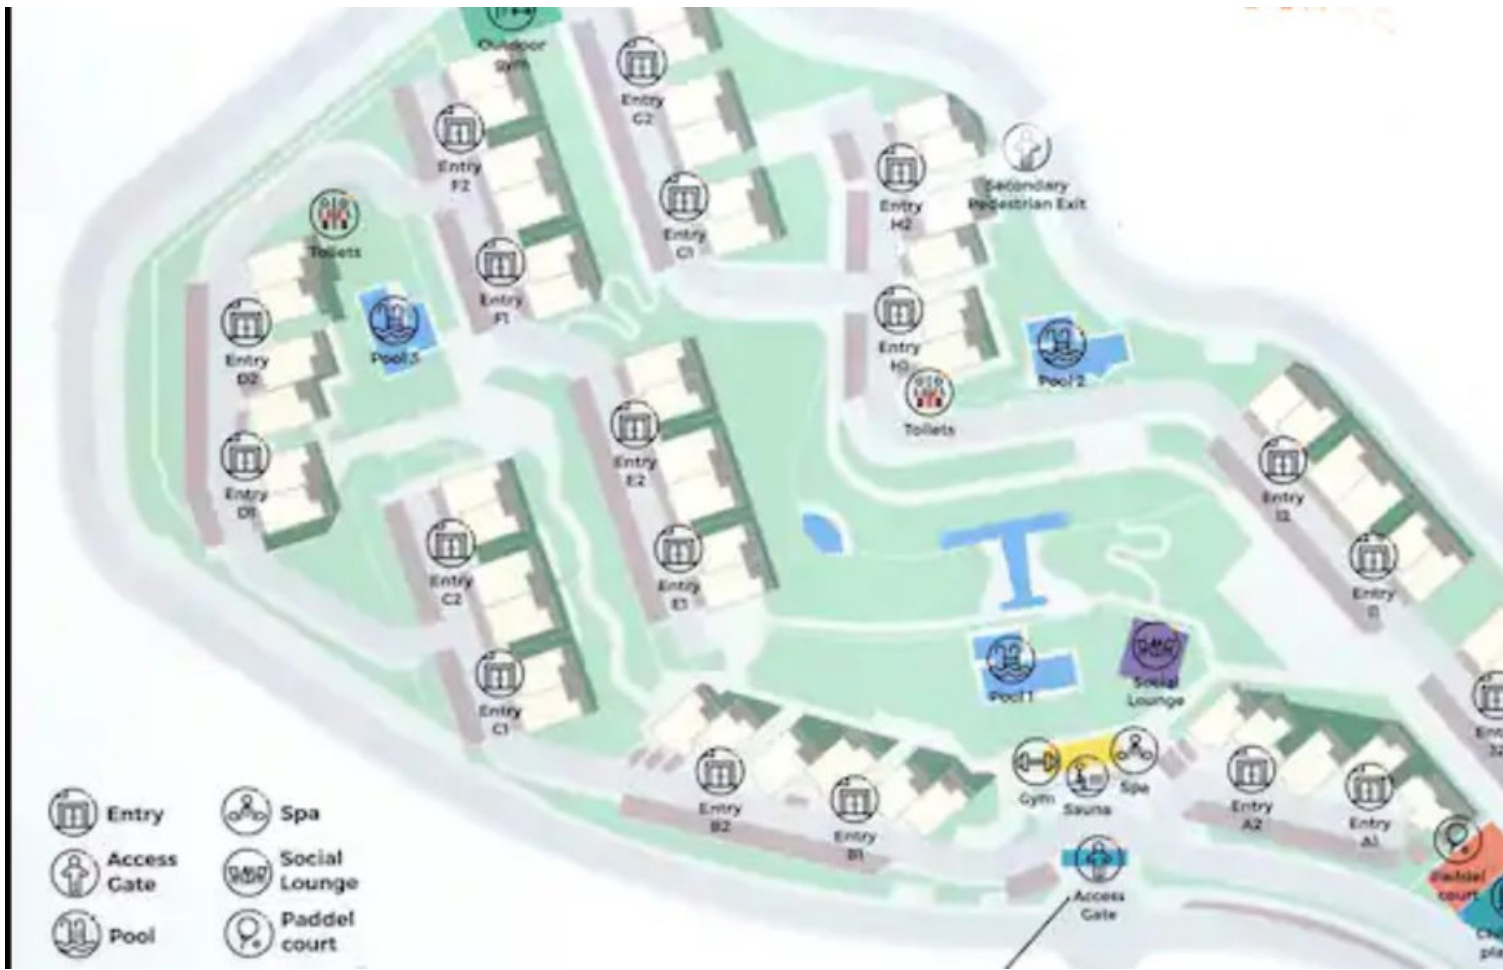 Outdoor
gym
Entry
G2
Entry
F2
Secondary
Pedestrian Exit
Entry
H2
Entry
G1
Toilets
Entry
F1
Pool 3
Entry
D2
Entry
H1
Pool 2
Toilets
Entry
E2
Entry
D1
Entry
I2
Entry
C2
Entry
E1
Entry
I1
Pool 1
Social
Lounge
Entry
C1
Entry
B2
Entry
B1
Gym
Sauna
Spa
Entry
A2
Entry
A1
Paddel
court
Access
Gate
Entry
Spa
Access
Gate
Social
Lounge
Pool
Paddel
court